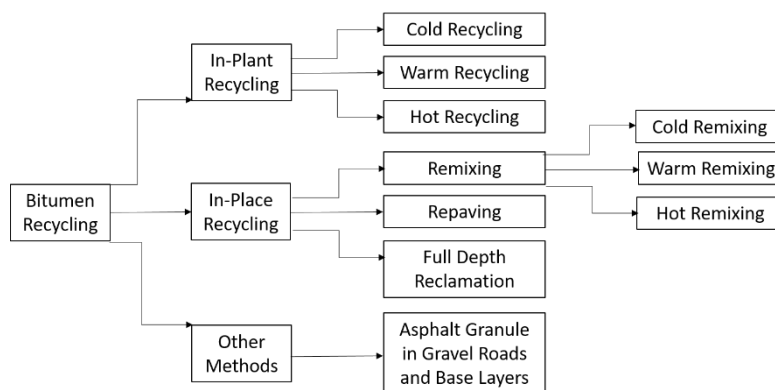 Cold Recycling
In-Plant
Recycling
Warm Recycling
Hot Recycling
Cold Remixing
Remixing
Warm Remixing
Bitumen
Recycling
In-Place
Recycling
Repaving
Hot Remixing
Full Depth
Reclamation
Other
Methods
Asphalt Granule
in Gravel Roads
and Base Layers